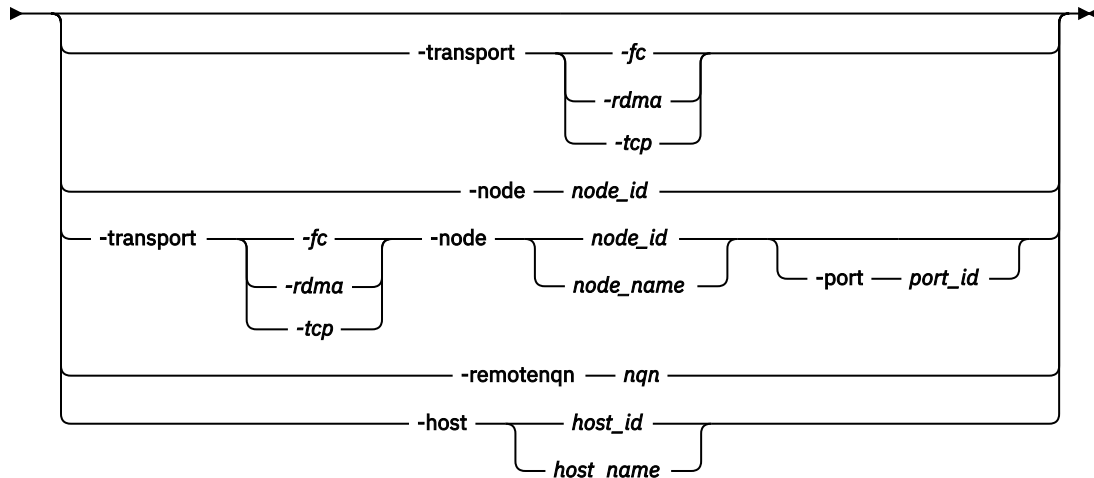 -transport -fc
-rdma
-tcp
-node node_id
-transport -fc -node node_id
-port port_id
-rdma node_name
-tcp
-remotenqn nqn
-host host_id
host_name